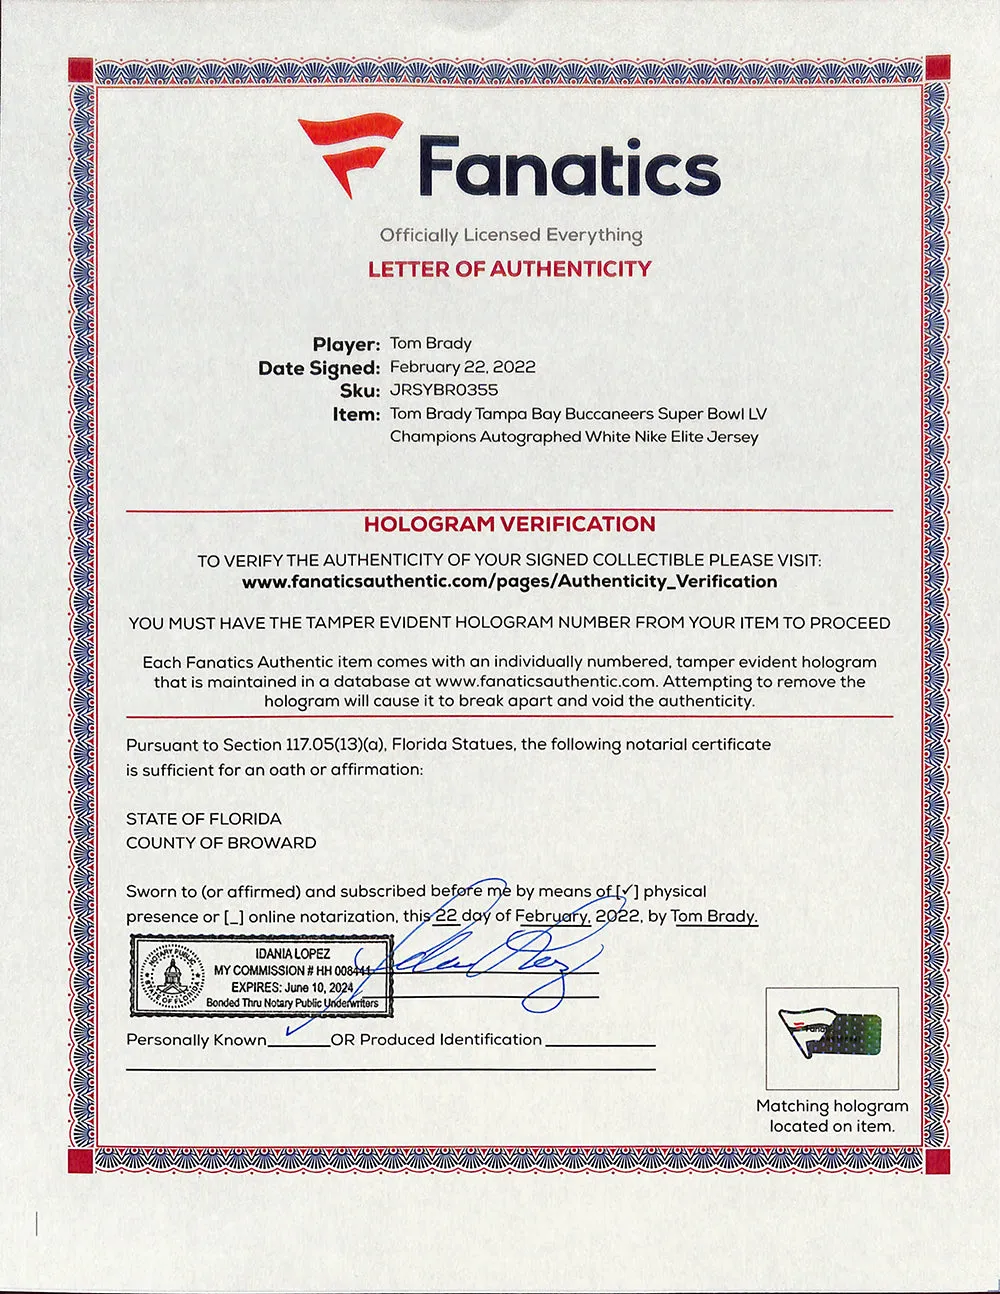 Fanatics
Officially Licensed Everything
LETTER OF AUTHENTICITY
Player: Tom Brady
Date Signed: February 22, 2022
Sku: JRSYBR0355
Item: Tom Brady Tampa Bay Buccaneers Super Bowl LV
Champions Autographed White Nike Elite Jersey
HOLOGRAM VERIFICATION
TO VERIFY THE AUTHENTICITY OF YOUR SIGNED COLLECTIBLE PLEASE VISIT:
www.fanaticsauthentic.com/pages/Authenticity_Verification
YOU MUST HAVE THE TAMPER EVIDENT HOLOGRAM NUMBER FROM YOUR ITEM TO PROCEED
Each Fanatics Authentic item comes with an individually numbered, tamper evident hologram
that is maintained in a database at www.fanaticsauthentic.com. Attempting to remove the
hologram will cause it to break apart and void the authenticity.
Pursuant to Section 117.05(13)(a), Florida Statues, the following notarial certificate
is sufficient for an oath or affirmation:
STATE OF FLORIDA
COUNTY OF BROWARD
Sworn to (or affirmed) and subscribed before me by means of [✓] physical
presence or [_] online notarization, this 22 day of February, 2022, by Tom Brady.
NOTARY PUBLIC
STATE OF FLORIDA
IDANIA LOPEZ
MY COMMISSION # HH 008441
EXPIRES: June 10, 2024
Bonded Thru Notary Public Underwriters
Personally Known______OR Produced Identification __________
Matching hologram
located on item.